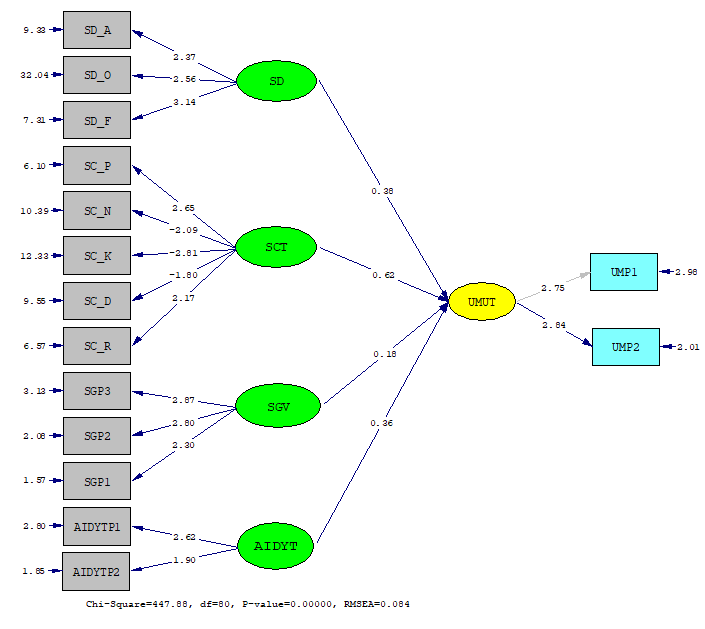 9.33 SD_A
2.37
32.04 SD_O
2.56
SD
3.14
7.31 SD_F
6.10 SC_P
0.38
10.39 SC_N
2.65
-2.09
12.33 SC_K
-2.81
SCT
-1.80
0.62
UMP1 2.98
9.55 SC_D
2.17
2.75
UMUT
2.84
6.57 SC_R
UMP2 2.01
0.18
3.13 SGP3
2.87
SGV
2.80
0.36
2.08 SGP2
2.30
1.57 SGP1
2.80 AIDYTP1
2.62
AIDYT
1.90
1.85 AIDYTP2
Chi-Square=447.88, df=80, P-value=0.00000, RMSEA=0.084